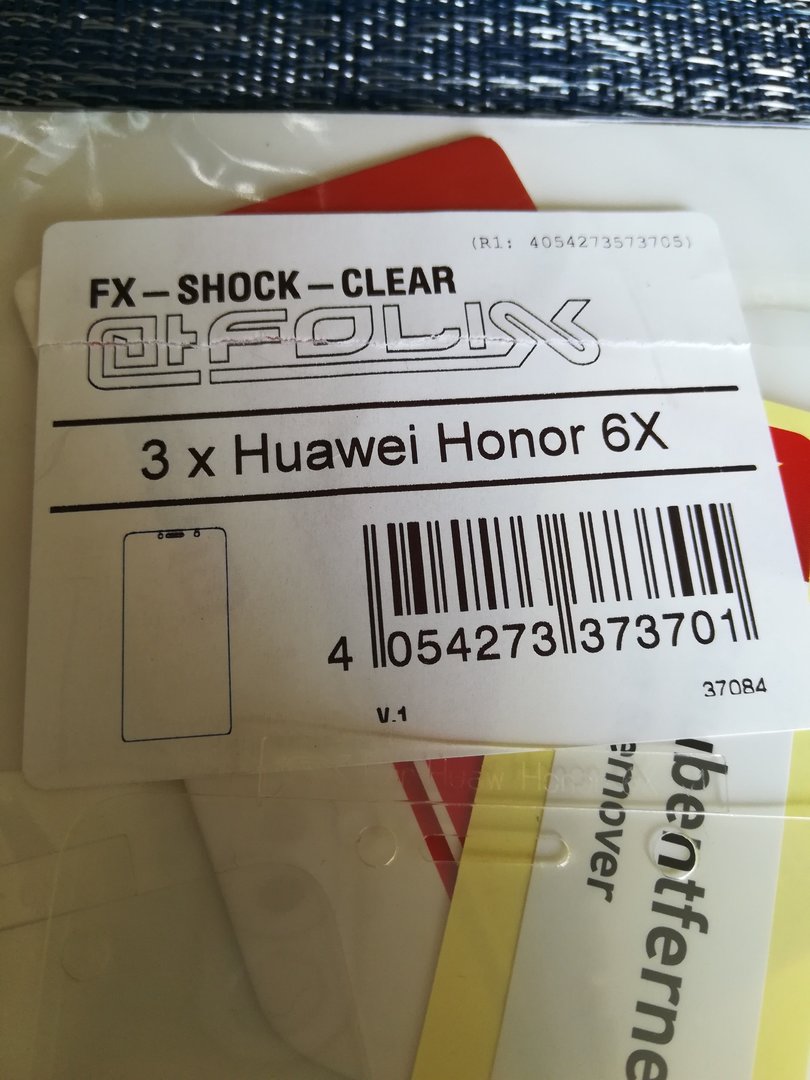 (R1: 4054273573705)
FX-SHOCK-CLEAR
atFOLIX
3 x Huawei Honor 6X
4 054273 373701
37084
V.1
bentferne
emover